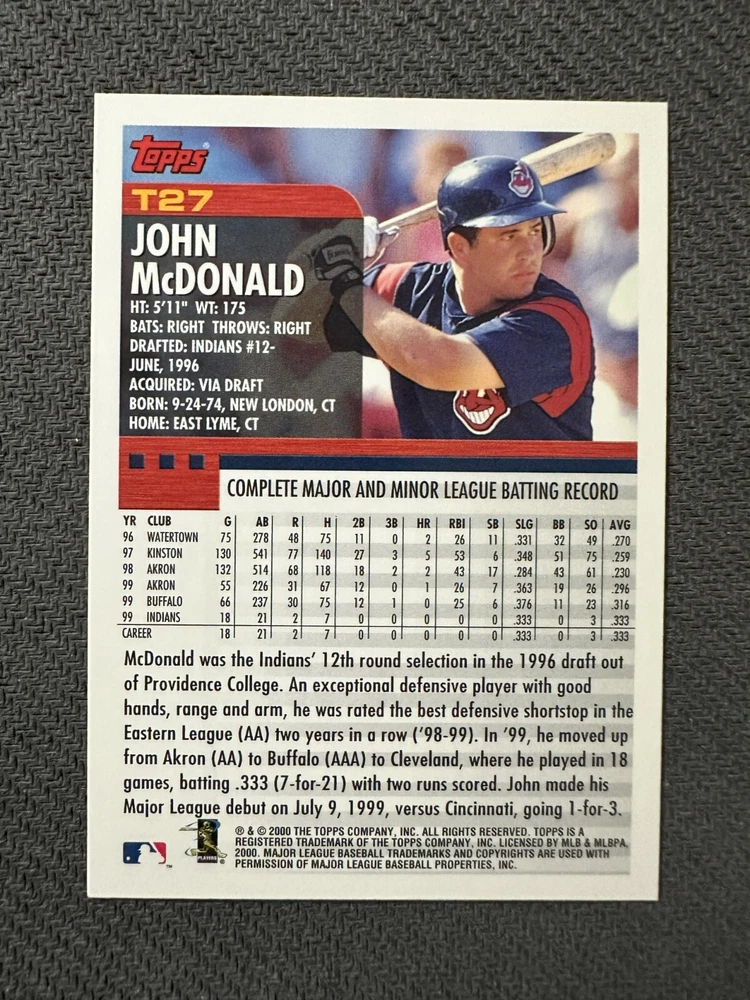 Topps®
T27
JOHN
McDONALD
HT: 5'11" WT: 175
BATS: RIGHT THROWS: RIGHT
DRAFTED: INDIANS #12-
JUNE, 1996
ACQUIRED: VIA DRAFT
BORN: 9-24-74, NEW LONDON, CT
HOME: EAST LYME, CT
COMPLETE MAJOR AND MINOR LEAGUE BATTING RECORD
YR CLUB G AB R H 2B 3B HR RBI SB SLG BB SO AVG
96 WATERTOWN 75 278 48 75 11 0 2 26 11 .331 32 49 .270
97 KINSTON 130 541 77 140 27 3 5 53 6 .348 51 75 .259
98 AKRON 132 514 68 118 18 2 2 43 17 .284 43 61 .230
99 AKRON 55 226 31 67 12 0 1 26 7 .363 19 26 .296
99 BUFFALO 66 237 30 75 12 1 0 25 6 .376 11 23 .316
99 INDIANS 18 21 2 7 0 0 0 0 0 .333 0 3 .333
CAREER 18 21 2 7 0 0 0 0 0 .333 0 3 .333
McDonald was the Indians' 12th round selection in the 1996 draft out
of Providence College. An exceptional defensive player with good
hands, range and arm, he was rated the best defensive shortstop in the
Eastern League (AA) two years in a row ('98-99). In '99, he moved up
from Akron (AA) to Buffalo (AAA) to Cleveland, where he played in 18
games, batting .333 (7-for-21) with two runs scored. John made his
Major League debut on July 9, 1999, versus Cincinnati, going 1-for-3.
® & © 2000 THE TOPPS COMPANY, INC. ALL RIGHTS RESERVED. TOPPS IS A
REGISTERED TRADEMARK OF THE TOPPS COMPANY, INC. LICENSED BY MLB & MLBPA,
2000. MAJOR LEAGUE BASEBALL TRADEMARKS AND COPYRIGHTS ARE USED WITH
PERMISSION OF MAJOR LEAGUE BASEBALL PROPERTIES, INC.
PLAYERS
TM